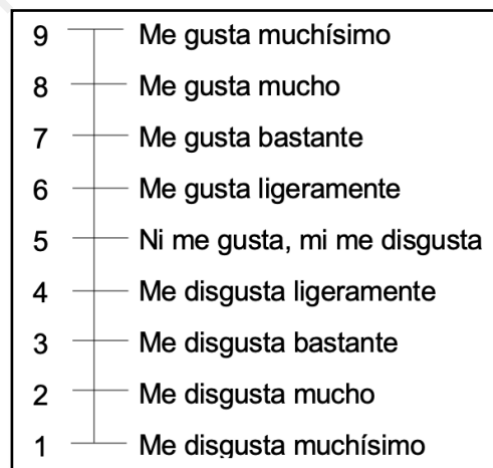 9 Me gusta muchísimo
8 Me gusta mucho
7 Me gusta bastante
6 Me gusta ligeramente
5 Ni me gusta, mi me disgusta
4 Me disgusta ligeramente
3 Me disgusta bastante
2 Me disgusta mucho
1 Me disgusta muchísimo